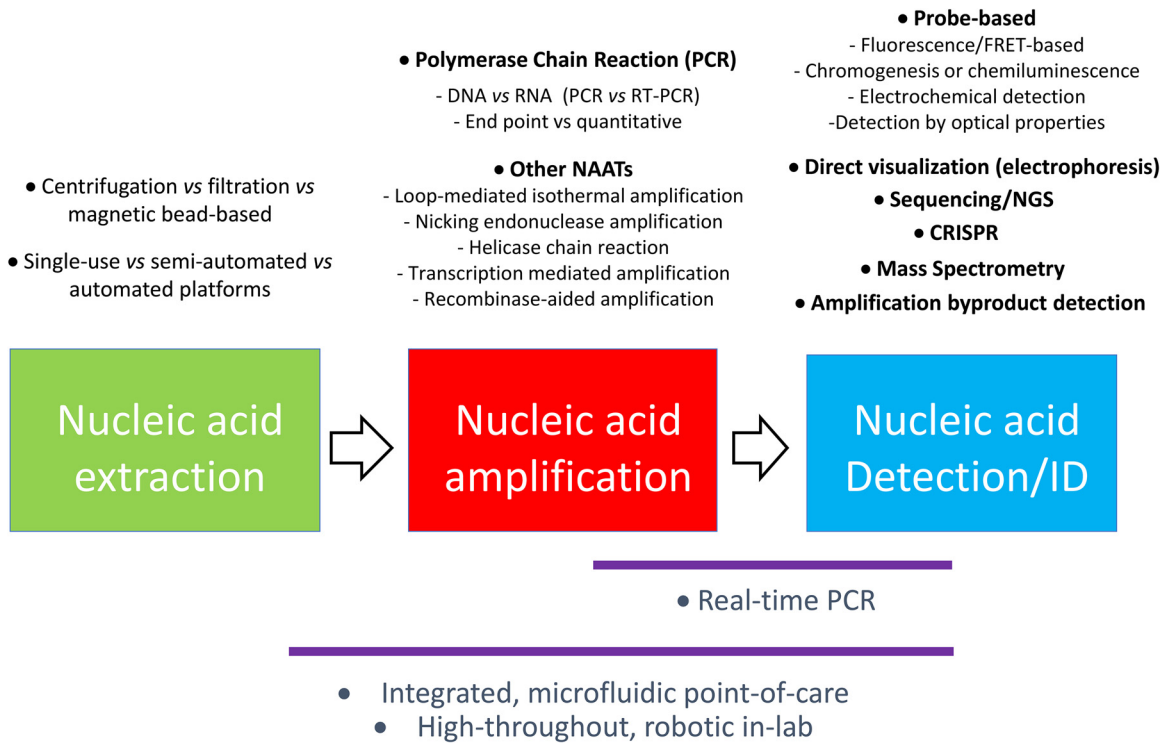 ● Centrifugation vs filtration vs
magnetic bead-based
● Single-use vs semi-automated vs
automated platforms
● Polymerase Chain Reaction (PCR)
- DNA vs RNA (PCR vs RT-PCR)
- End point vs quantitative
● Other NAATs
- Loop-mediated isothermal amplification
- Nicking endonuclease amplification
- Helicase chain reaction
- Transcription mediated amplification
- Recombinase-aided amplification
● Probe-based
- Fluorescence/FRET-based
- Chromogenesis or chemiluminescence
- Electrochemical detection
-Detection by optical properties
● Direct visualization (electrophoresis)
● Sequencing/NGS
● CRISPR
● Mass Spectrometry
● Amplification byproduct detection
Nucleic acid
extraction
Nucleic acid
amplification
Nucleic acid
Detection/ID
● Real-time PCR
● Integrated, microfluidic point-of-care
● High-throughout, robotic in-lab